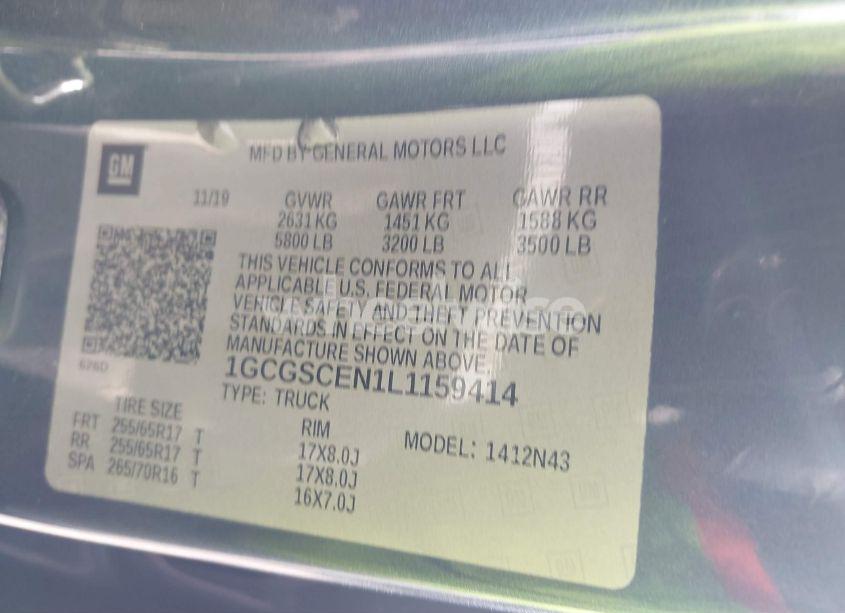 GM
MFD BY GENERAL MOTORS LLC
11/19 GVWR GAWR FRT GAWR RR
2631 KG 1451 KG 1588 KG
5800 LB 3200 LB 3500 LB
THIS VEHICLE CONFORMS TO ALL
APPLICABLE U.S. FEDERAL MOTOR
VEHICLE SAFETY AND THEFT PREVENTION
STANDARDS IN EFFECT ON THE DATE OF
MANUFACTURE SHOWN ABOVE.
626D
1GCGSCEN1L1159414
TYPE: TRUCK
TIRE SIZE RIM MODEL: 1412N43
FRT 255/65R17 T 17X8.0J
RR 255/65R17 T 17X8.0J
SPA 265/70R16 T 16X7.0J